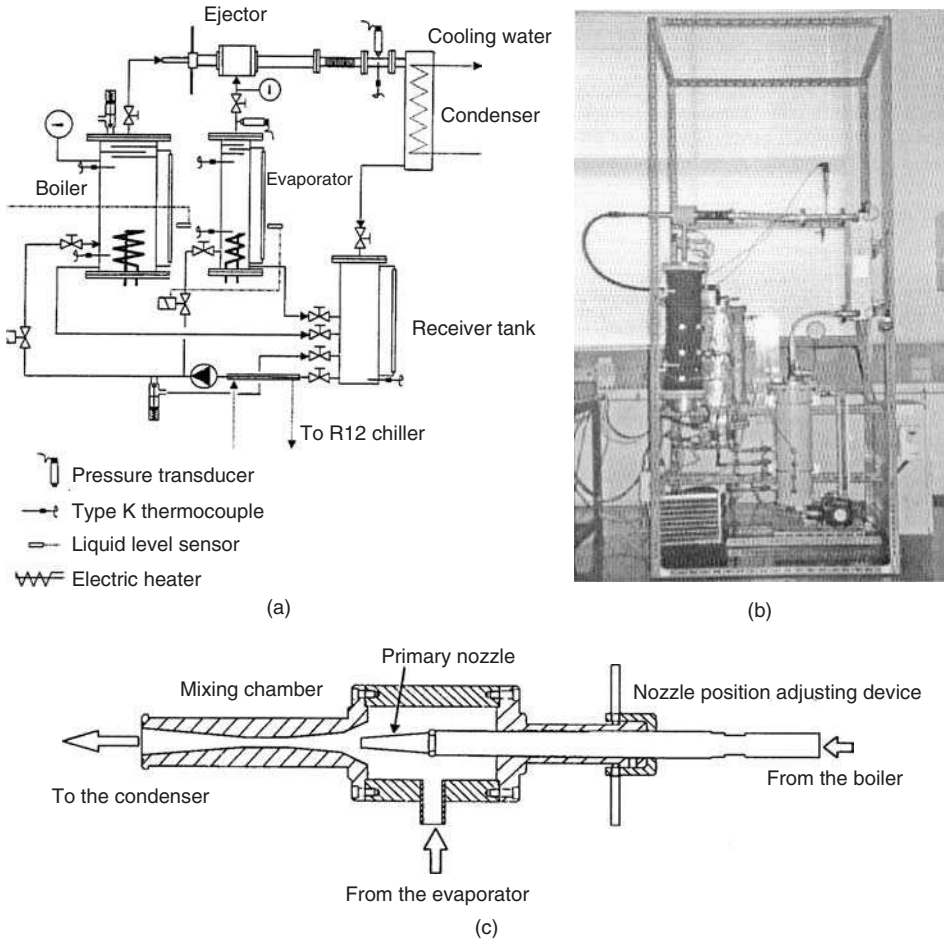 Ejector
Cooling water
Condenser
Boiler
Evaporator
Receiver tank
To R12 chiller
Pressure transducer
Type K thermocouple
Liquid level sensor
Electric heater
(a)
(b)
Primary nozzle
Mixing chamber
Nozzle position adjusting device
To the condenser
From the boiler
From the evaporator
(c)